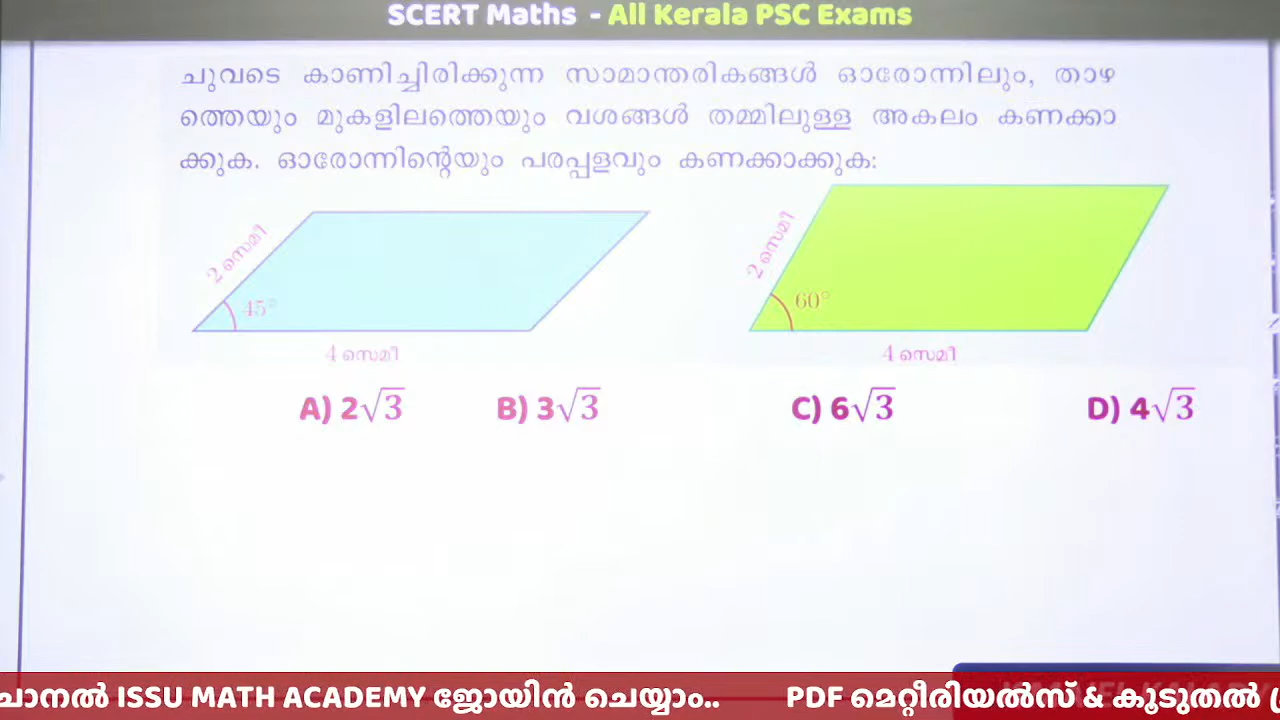 SCERT Maths - All Kerala PSC Exams
ചുവടെ കാണിച്ചിരിക്കുന്ന സാമാന്തരികങ്ങൾ ഓരോന്നിലും, താഴ
ത്തെയും മുകളിലത്തെയും വശങ്ങൾ തമ്മിലുള്ള അകലം കണക്കാ
ക്കുക. ഓരോന്നിന്റെയും പരപ്പളവും കണക്കാക്കുക:
2 സെമീ
45°
4 സെമീ
2 സെമീ
60°
4 സെമീ
A) 2√3 B) 3√3 C) 6√3 D) 4√3
ചാനൽ ISSU MATH ACADEMY ജോയിൻ ചെയ്യാം.. PDF മെറ്റീരിയൽസ് & കൂടുതൽ